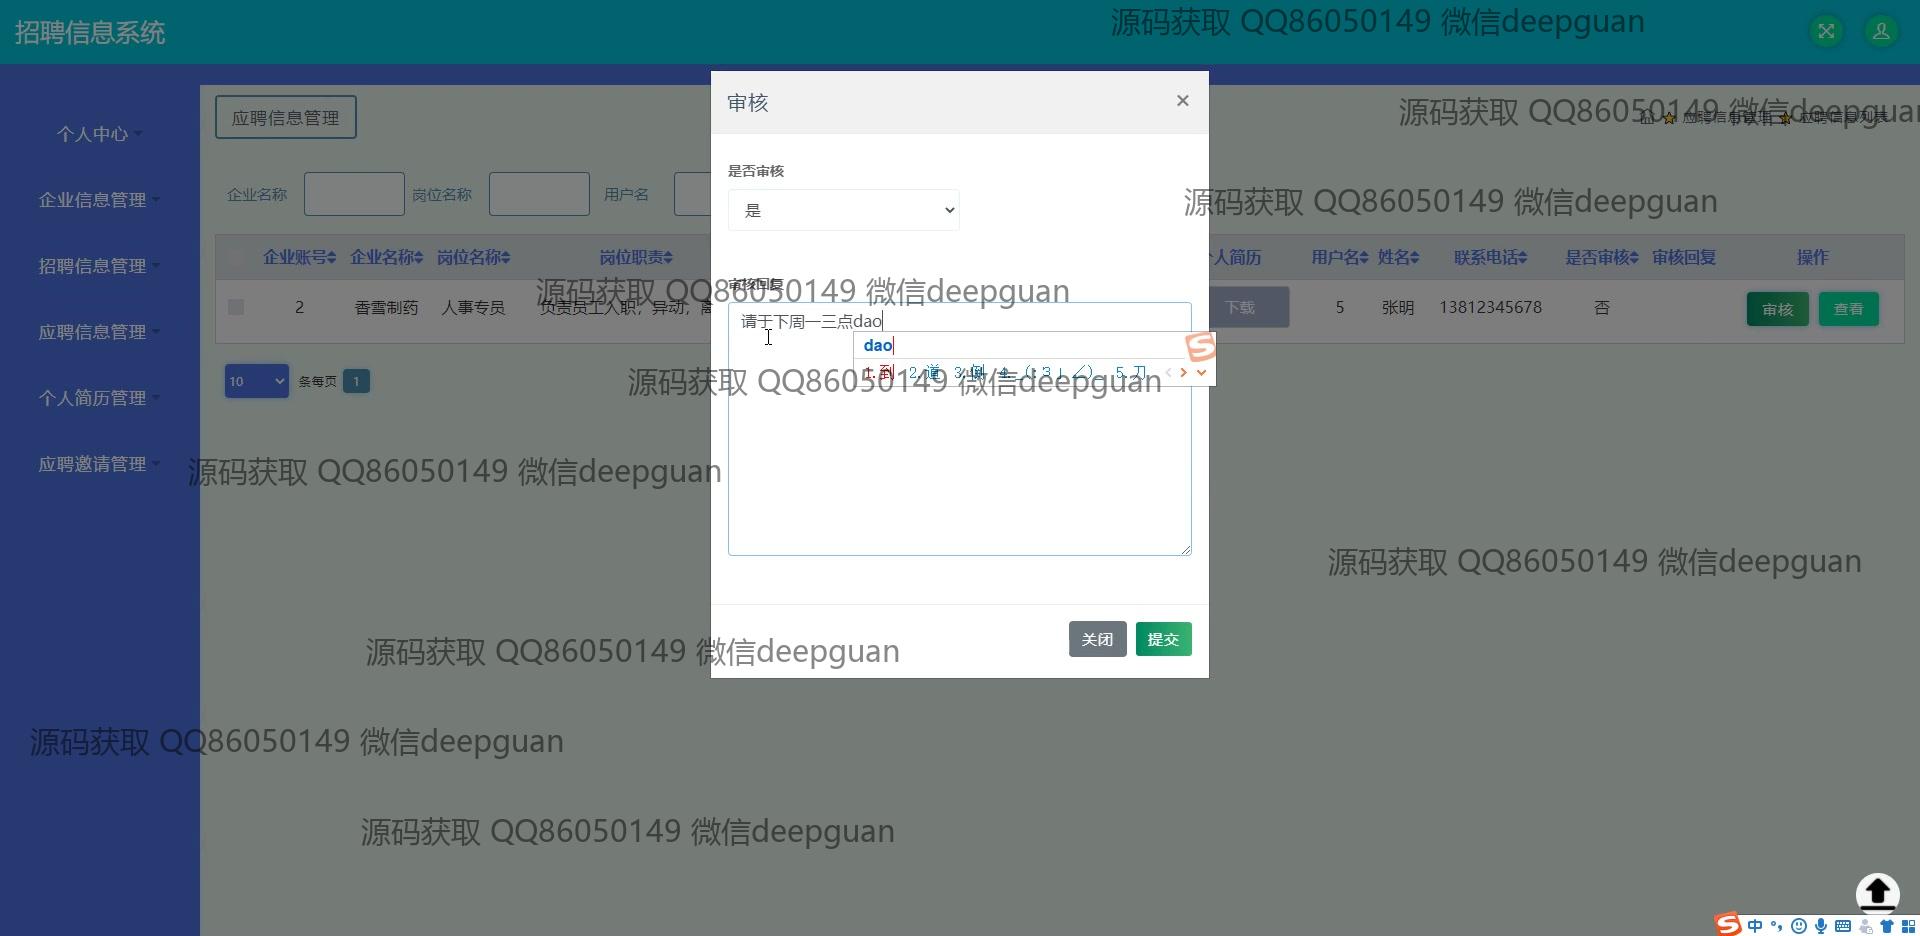 招聘信息系统
源码获取 QQ86050149 微信deepguan
审核
×
应聘信息管理
源码获取 QQ86050149 微信deepguan
应聘信息管理
应聘信息列表
个人中心
企业信息管理
招聘信息管理
应聘信息管理
个人简历管理
应聘邀请管理
企业名称
岗位名称
用户名
是否审核
是
源码获取 QQ86050149 微信deepguan
企业账号 企业名称 岗位名称 岗位职责
人简历 用户名 姓名 联系电话 是否审核 审核回复 操作
审核回复
源码获取 QQ86050149 微信deepguan
2 香雪制药 人事专员 负责员工入职，异动，离
下载 5 张明 13812345678 否 审核 查看
请于下周一三点dao
dao
1.到 2.道 3.倒 4. (:3」∠)_ 5.刀
源码获取 QQ86050149 微信deepguan
10 条每页 1
源码获取 QQ86050149 微信deepguan
源码获取 QQ86050149 微信deepguan
关闭 提交
源码获取 QQ86050149 微信deepguan
源码获取 QQ86050149 微信deepguan
源码获取 QQ86050149 微信deepguan
中